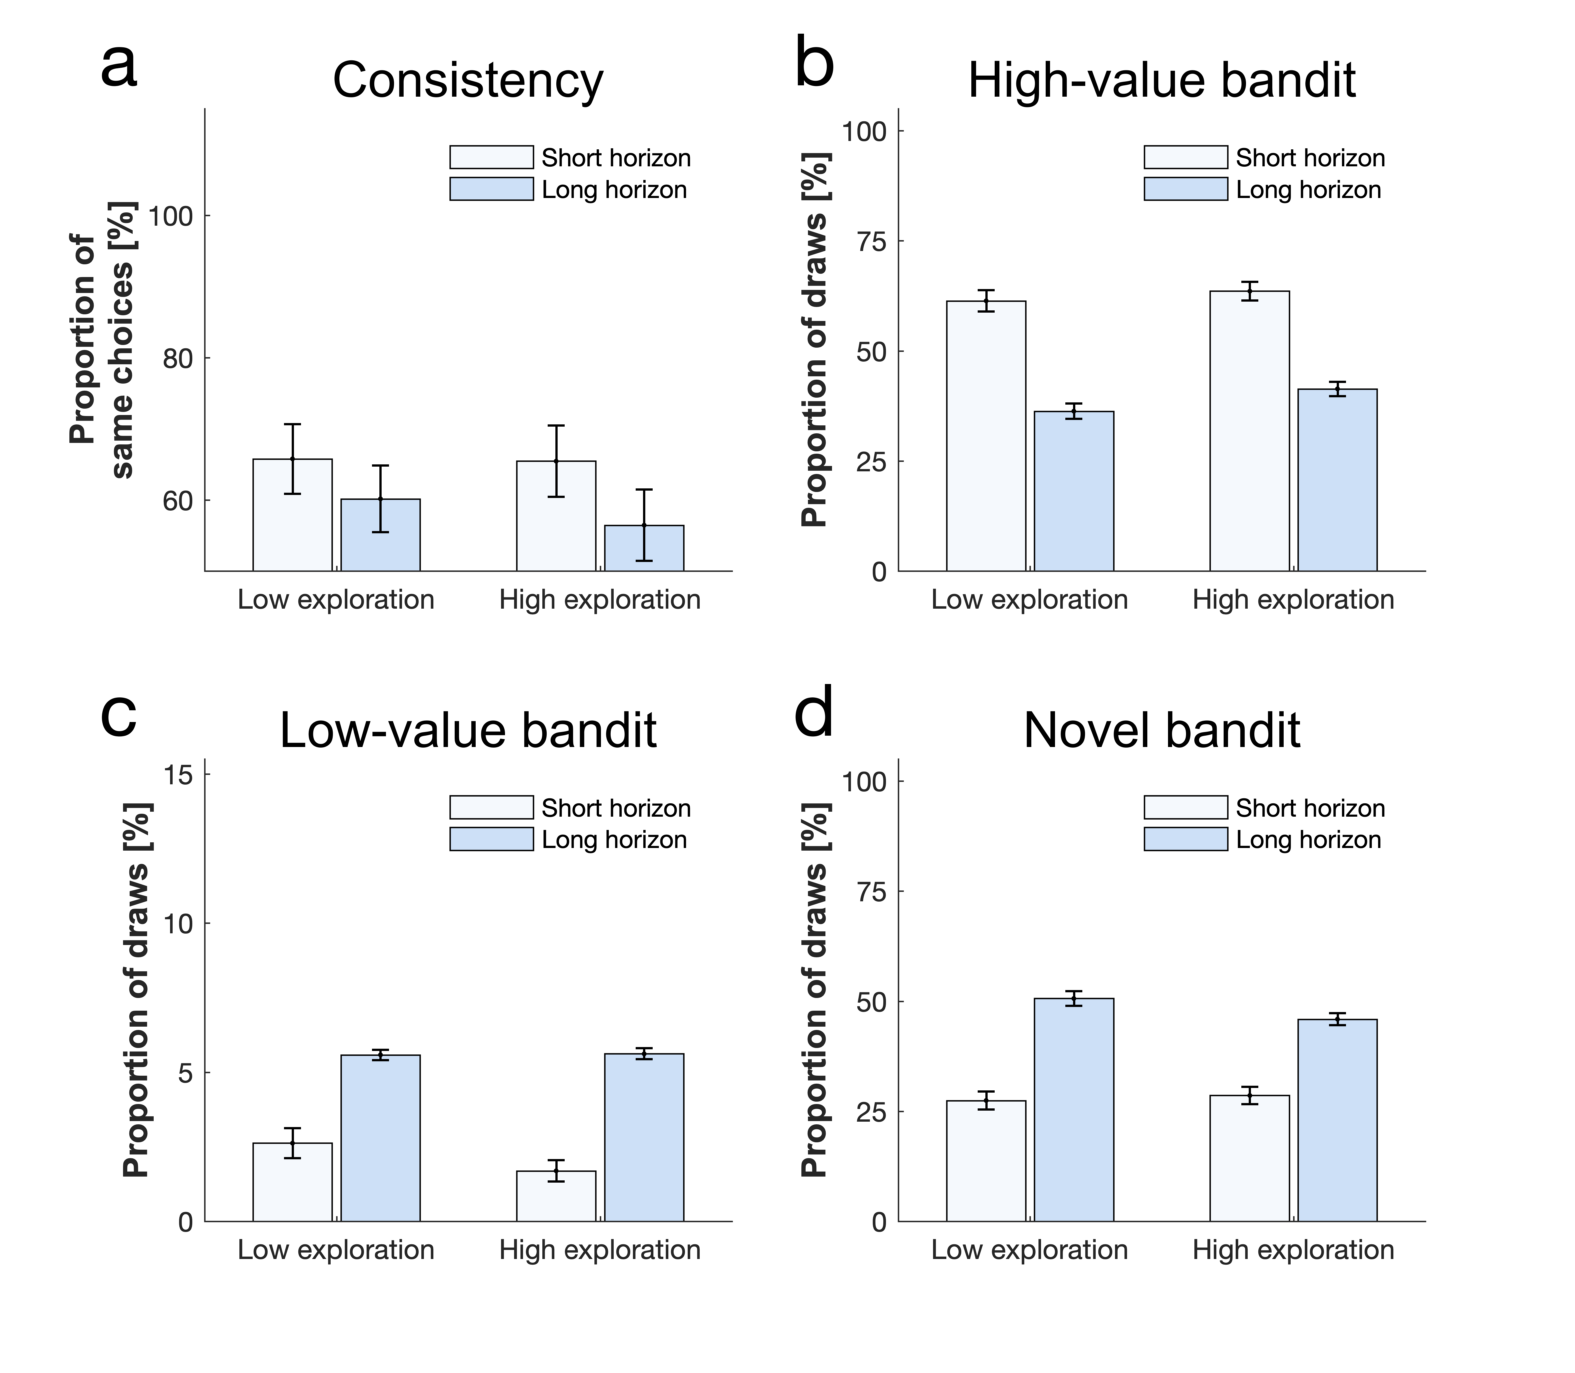 a
Consistency
Short horizon
Long horizon
Proportion of
same choices [%]
100
80
60
Low exploration
High exploration
b
High-value bandit
Short horizon
Long horizon
Proportion of draws [%]
100
75
50
25
0
Low exploration
High exploration
c
Low-value bandit
Short horizon
Long horizon
Proportion of draws [%]
15
10
5
0
Low exploration
High exploration
d
Novel bandit
Short horizon
Long horizon
Proportion of draws [%]
100
75
50
25
0
Low exploration
High exploration